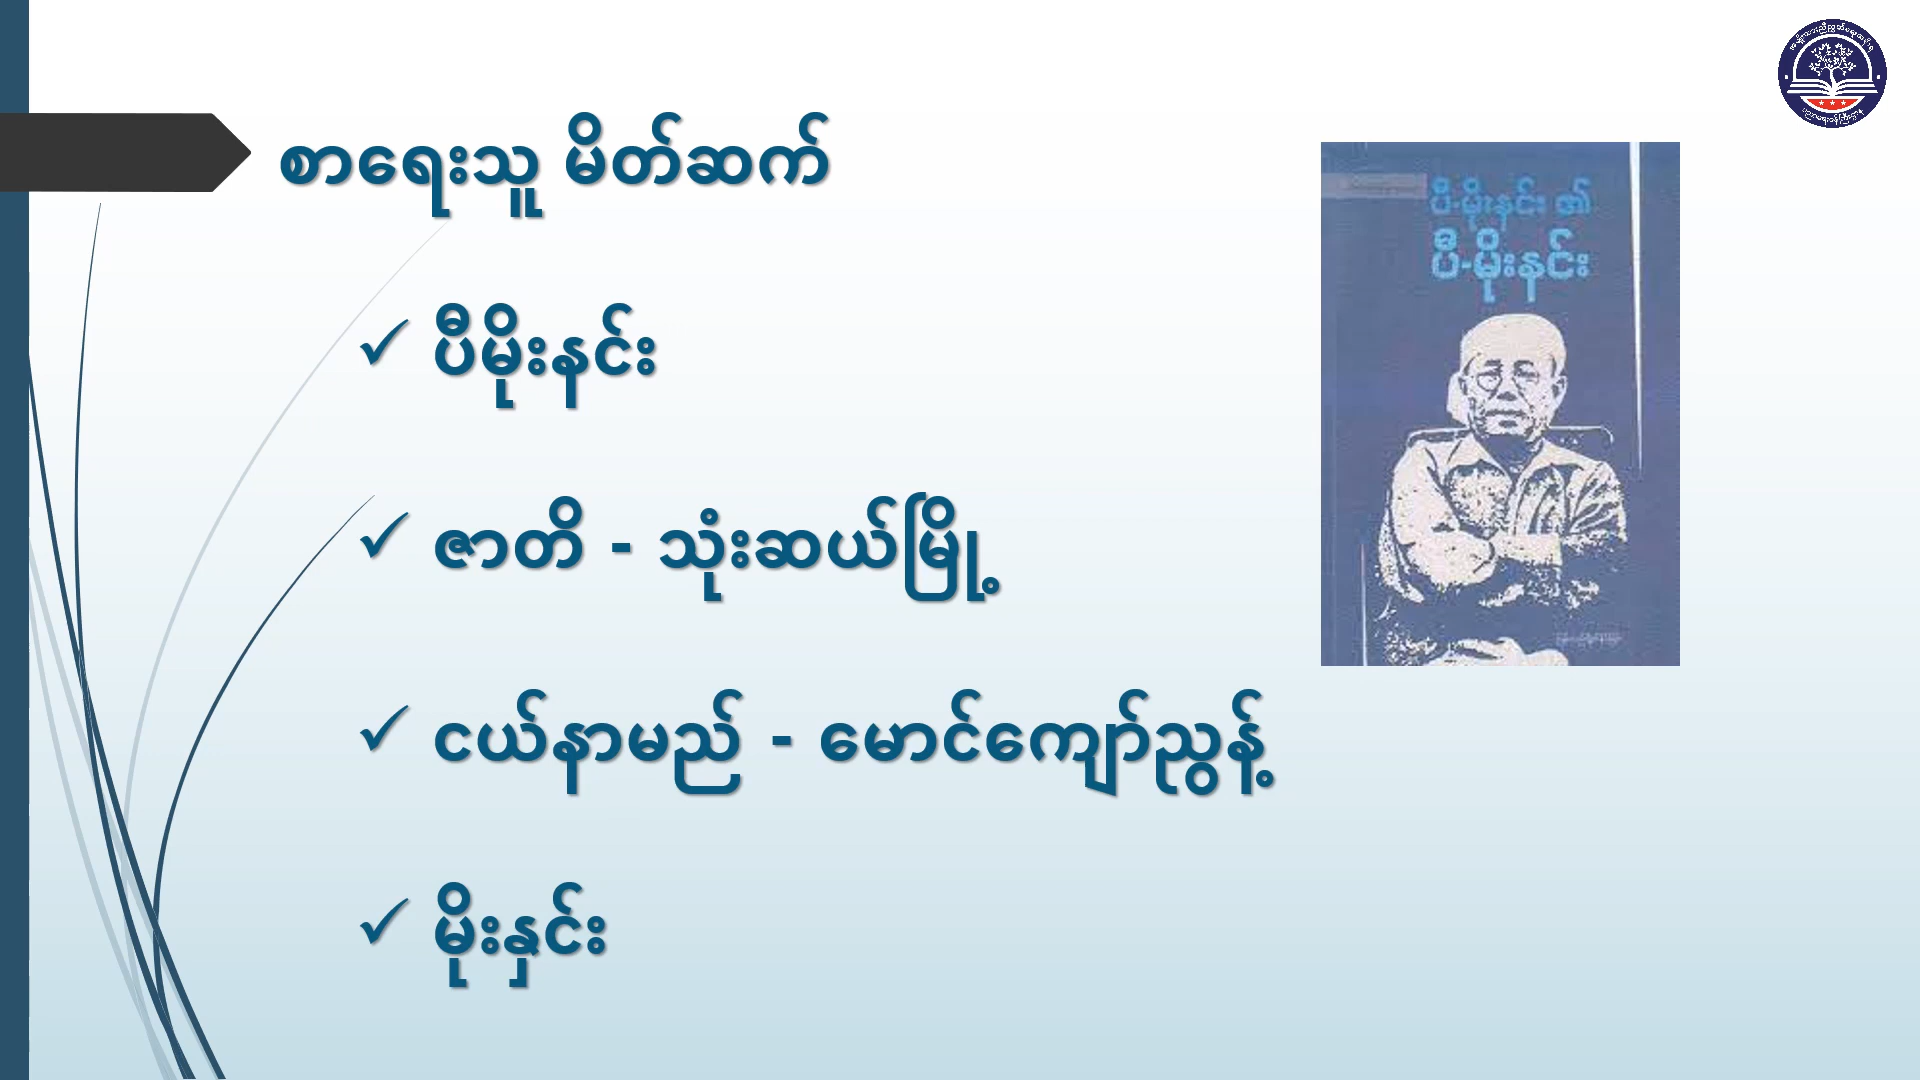 စာရေးသူ မိတ်ဆက်
ပီမိုးနင်း
ဇာတိ - သုံးဆယ်မြို့
ငယ်နာမည် - မောင်ကျော်ညွန့်
မိုးနှင်း
ပီ-မိုးနင်း ၏
ပီ-မိုးနင်း